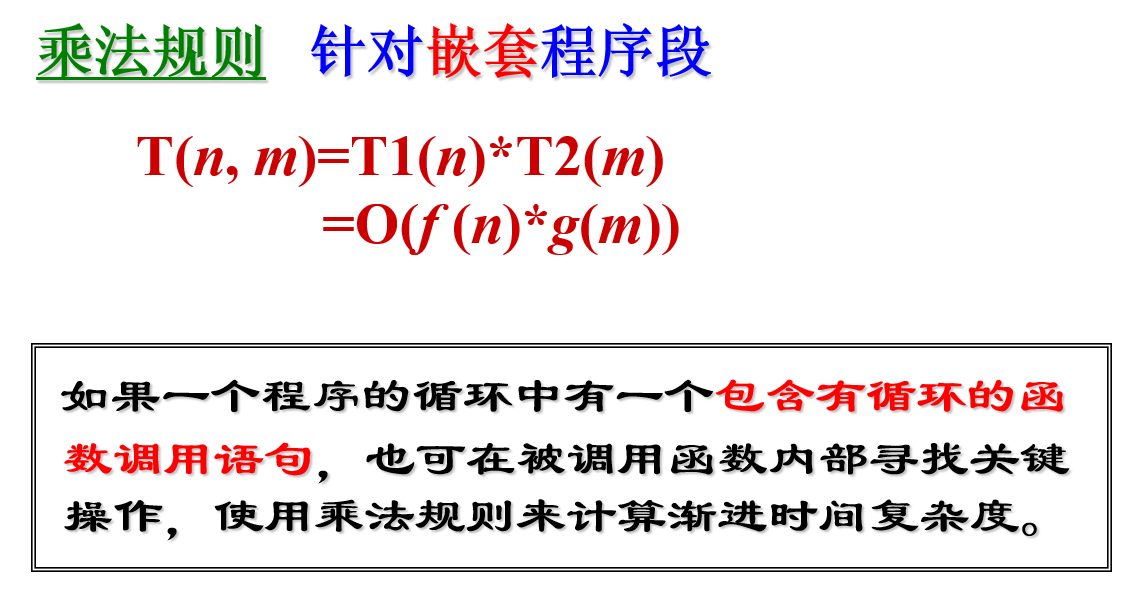 乘法规则 针对嵌套程序段
T(n, m)=T1(n)*T2(m)
=O(f (n)*g(m))
如果一个程序的循环中有一个包含有循环的函
数调用语句，也可在被调用函数内部寻找关键
操作，使用乘法规则来计算渐进时间复杂度。